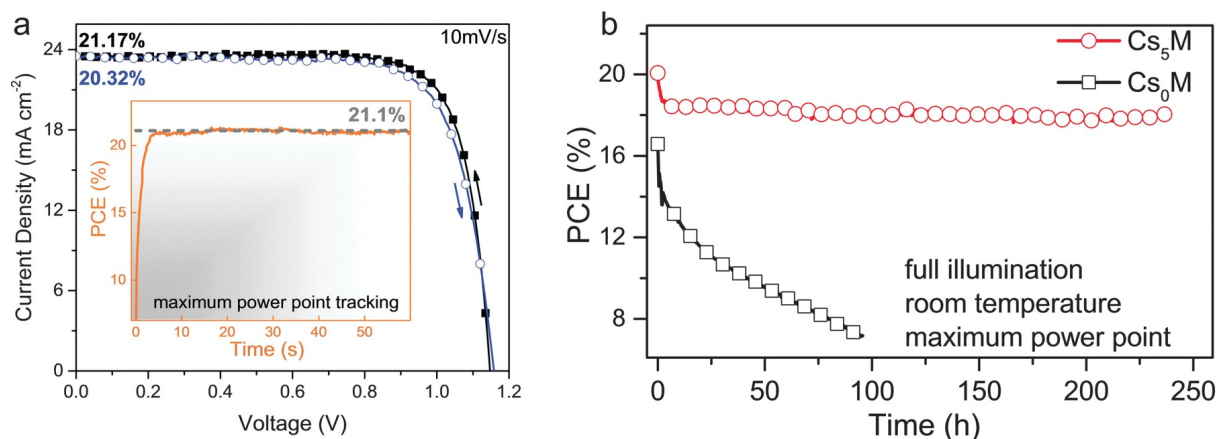 a
21.17%
20.32%
10mV/s
24
18
12
6
0
Current Density (mA cm-2)
0.0 0.2 0.4 0.6 0.8 1.0 1.2
Voltage (V)
21.1%
20
15
10
PCE (%)
maximum power point tracking
0 10 20 30 40 50
Time (s)
b
Cs5M
Cs0M
20
16
12
8
PCE (%)
full illumination
room temperature
maximum power point
0 50 100 150 200 250
Time (h)